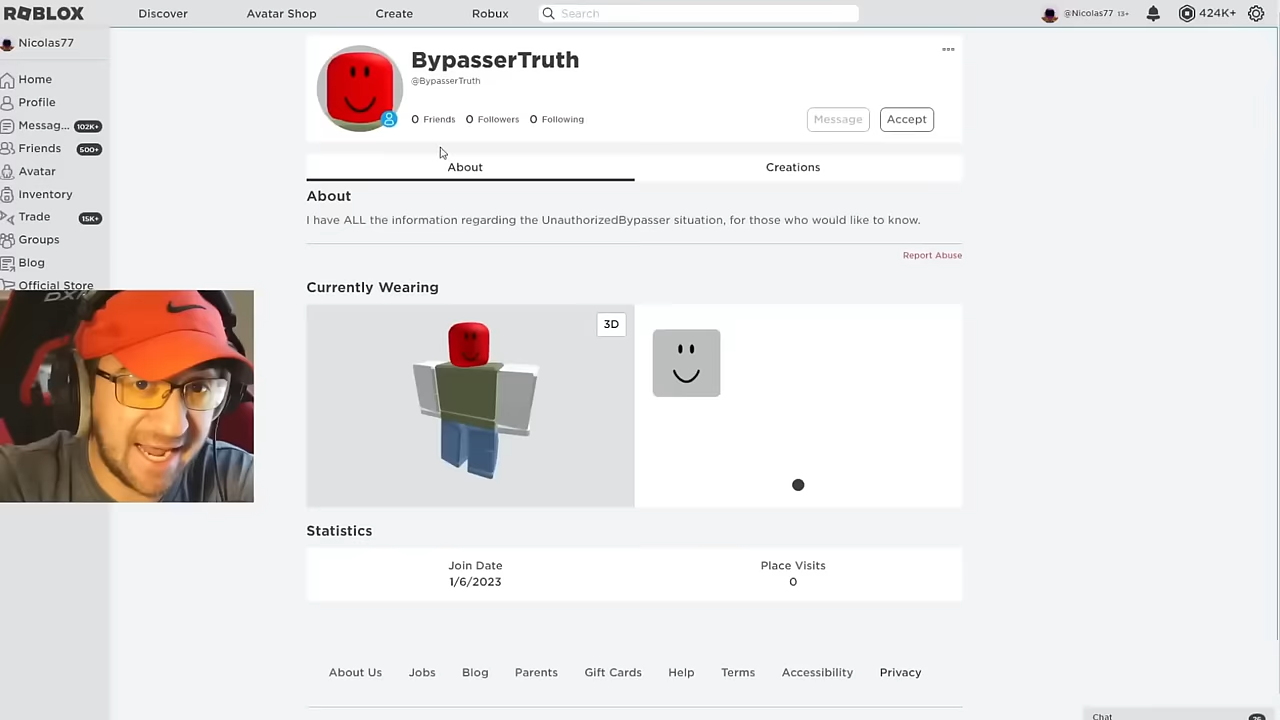 ROBLOX
Discover
Avatar Shop
Create
Robux
Search
@Nicolas77 13+
424K+
Nicolas77
Home
Profile
Messag... 102K+
Friends 500+
Avatar
Inventory
Trade 15K+
Groups
Blog
Official Store
BypasserTruth
@BypasserTruth
0 Friends 0 Followers 0 Following
Message
Accept
About
Creations
About
I have ALL the information regarding the UnauthorizedBypasser situation, for those who would like to know.
Report Abuse
Currently Wearing
3D
Statistics
Join Date
1/6/2023
Place Visits
0
About Us
Jobs
Blog
Parents
Gift Cards
Help
Terms
Accessibility
Privacy
Chat